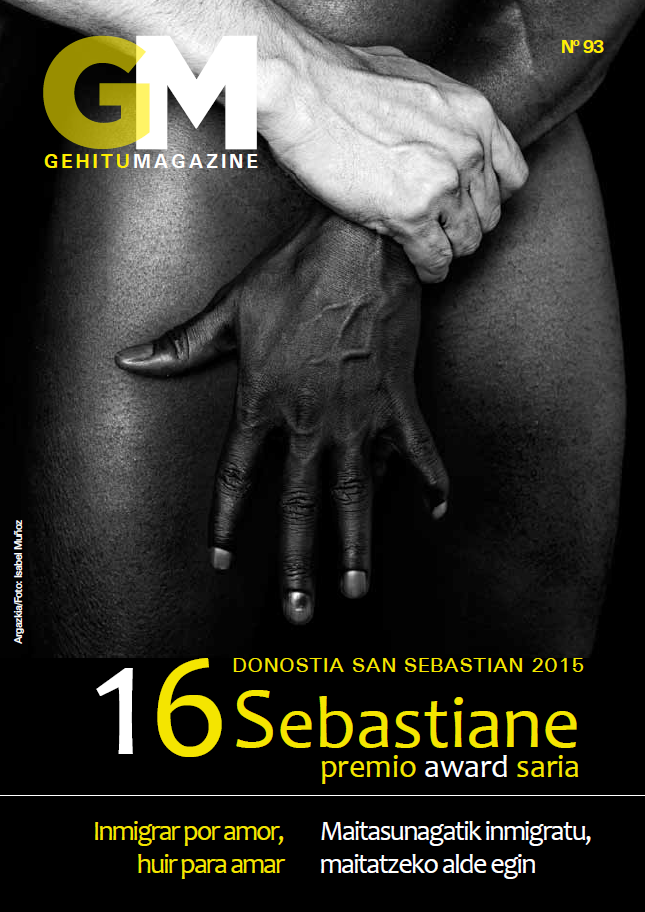 GM
GEHITUMAGAZINE
Nº 93
Argazkia/Foto: Isabel Muñoz
16
DONOSTIA SAN SEBASTIAN 2015
Sebastiane
premio award saria
Inmigrar por amor,
huir para amar
Maitasunagatik inmigratu,
maitatzeko alde egin